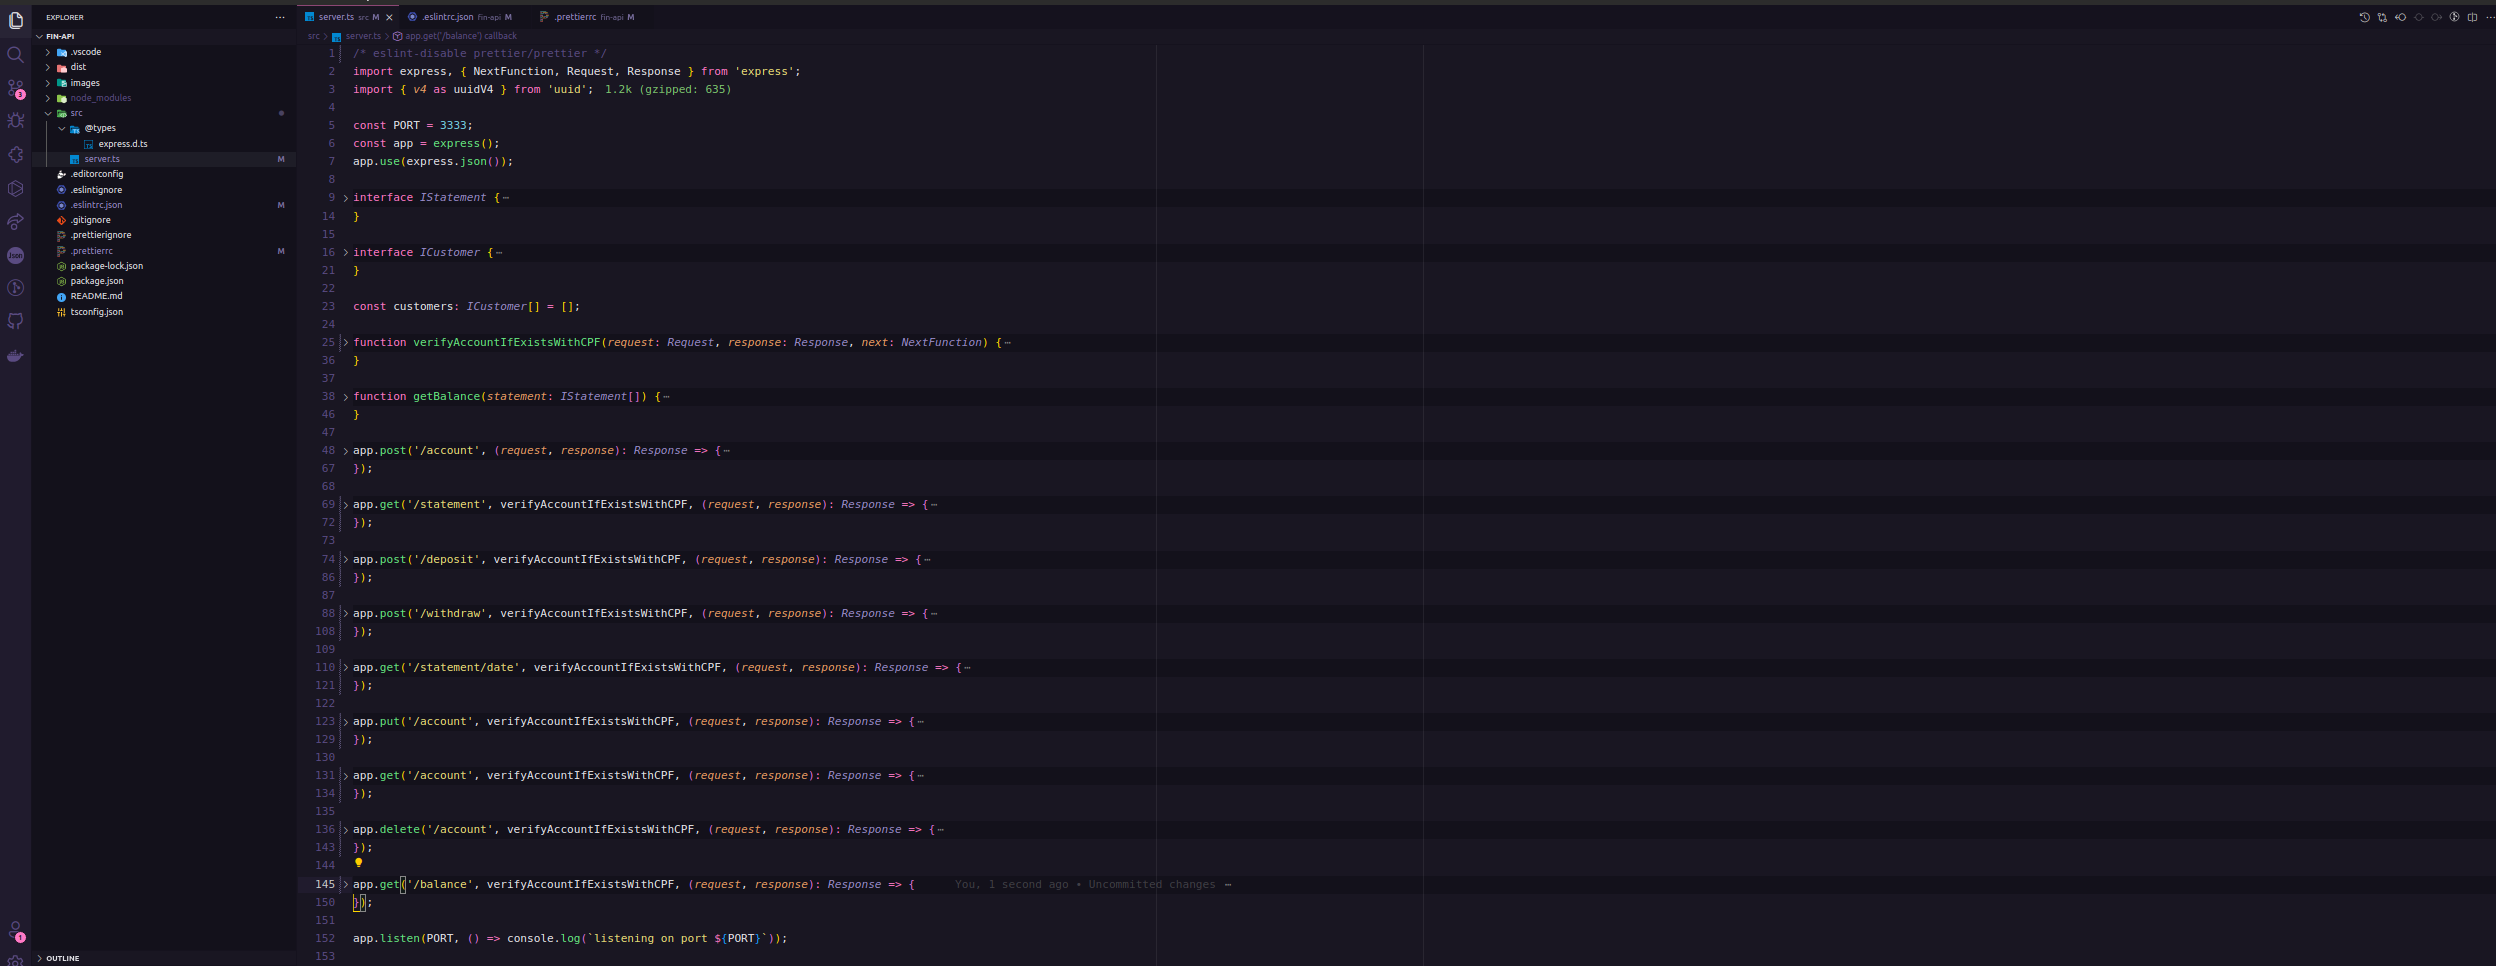 EXPLORER
FIN-API
.vscode
dist
images
node_modules
src
@types
express.d.ts
server.ts M
.editorconfig
.eslintignore
.eslintrc.json M
.gitignore
.prettierignore
.prettierrc M
package-lock.json
package.json
README.md
tsconfig.json
OUTLINE
3
Json
1
server.ts src M
.eslintrc.json fin-api M
.prettierrc fin-api M
src > server.ts > app.get('/balance') callback
1 /* eslint-disable prettier/prettier */
2 import express, { NextFunction, Request, Response } from 'express';
3 import { v4 as uuidV4 } from 'uuid'; 1.2k (gzipped: 635)
4
5 const PORT = 3333;
6 const app = express();
7 app.use(express.json());
8
9 interface IStatement {⋯
14 }
15
16 interface ICustomer {⋯
21 }
22
23 const customers: ICustomer[] = [];
24
25 function verifyAccountIfExistsWithCPF(request: Request, response: Response, next: NextFunction) {⋯
36 }
37
38 function getBalance(statement: IStatement[]) {⋯
46 }
47
48 app.post('/account', (request, response): Response => {⋯
67 });
68
69 app.get('/statement', verifyAccountIfExistsWithCPF, (request, response): Response => {⋯
72 });
73
74 app.post('/deposit', verifyAccountIfExistsWithCPF, (request, response): Response => {⋯
86 });
87
88 app.post('/withdraw', verifyAccountIfExistsWithCPF, (request, response): Response => {⋯
108 });
109
110 app.get('/statement/date', verifyAccountIfExistsWithCPF, (request, response): Response => {⋯
121 });
122
123 app.put('/account', verifyAccountIfExistsWithCPF, (request, response): Response => {⋯
129 });
130
131 app.get('/account', verifyAccountIfExistsWithCPF, (request, response): Response => {⋯
134 });
135
136 app.delete('/account', verifyAccountIfExistsWithCPF, (request, response): Response => {⋯
143 });
144
145 app.get('/balance', verifyAccountIfExistsWithCPF, (request, response): Response => { You, 1 second ago • Uncommitted changes ⋯
150 });
151
152 app.listen(PORT, () => console.log(`listening on port ${PORT}`));
153